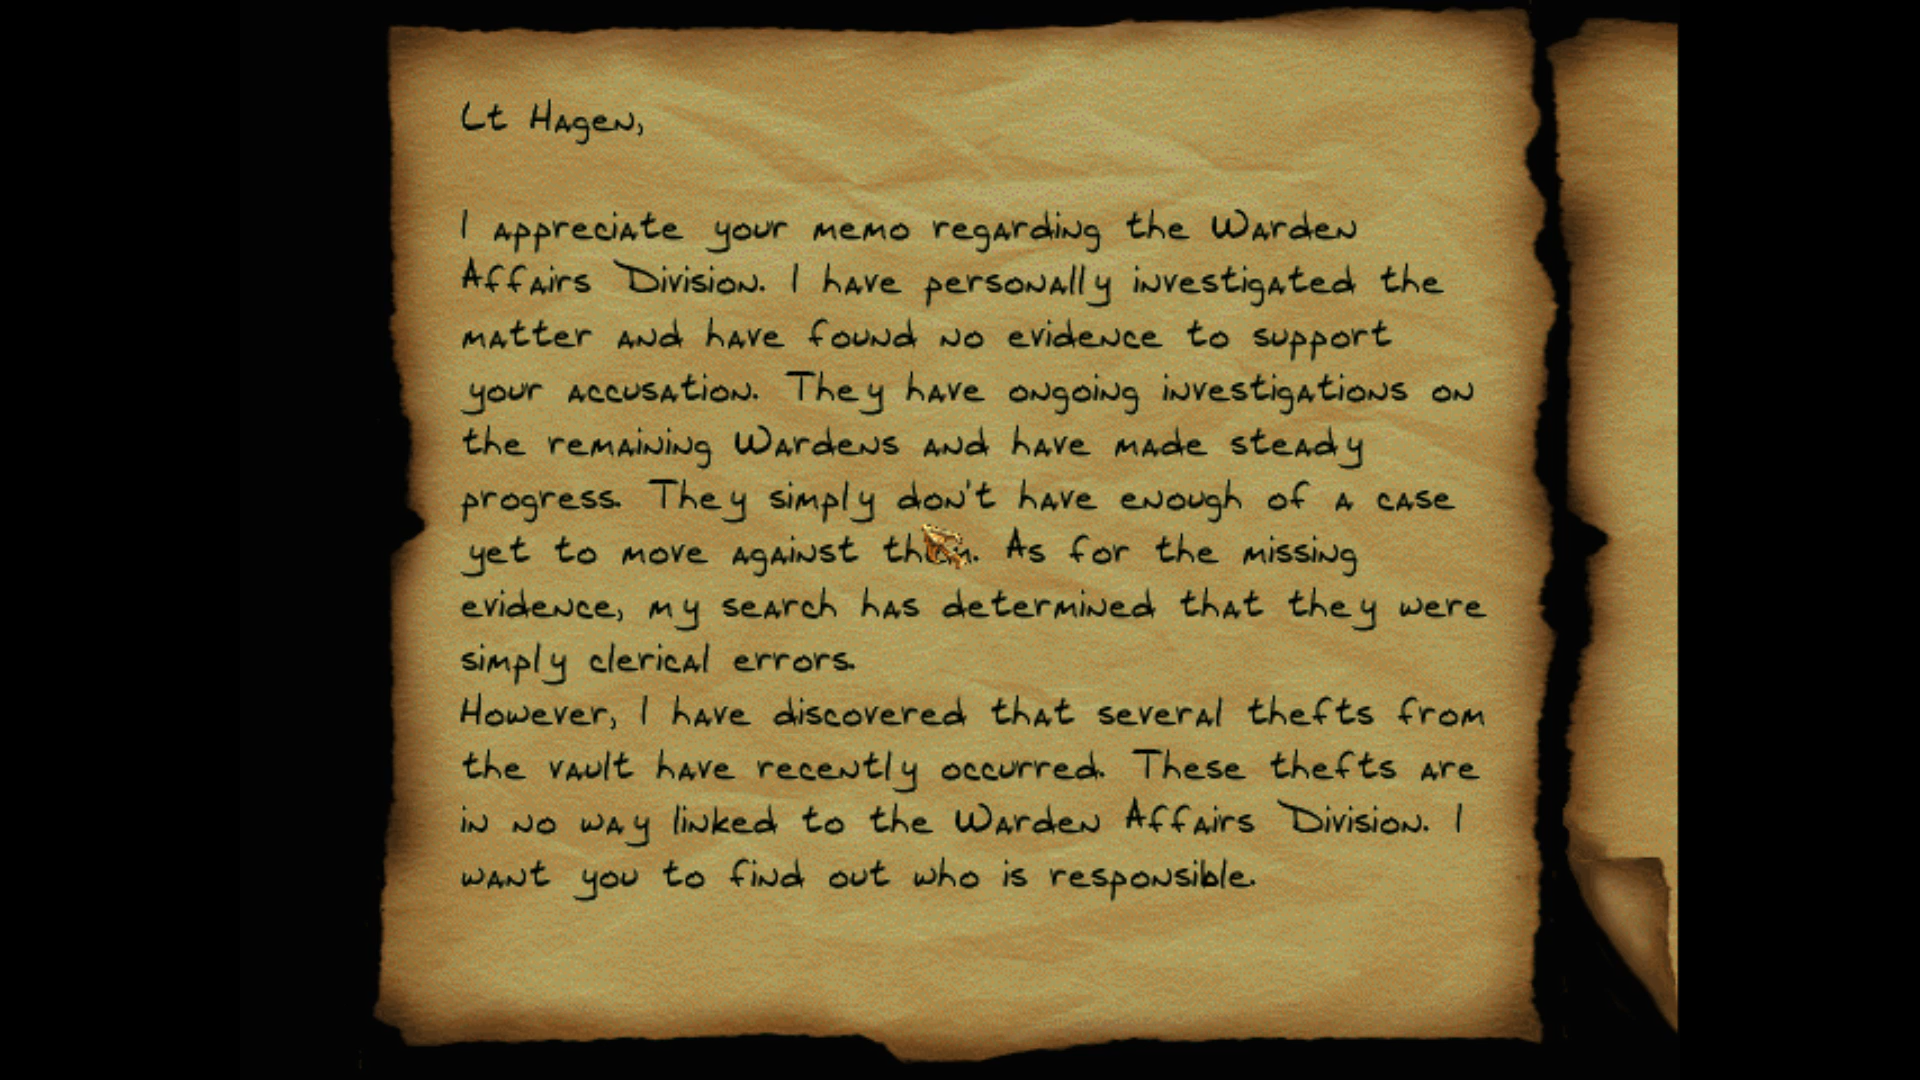 Lt Hagen,
I appreciate your memo regarding the Warden
Affairs Division. I have personally investigated the
matter and have found no evidence to support
your accusation. They have ongoing investigations on
the remaining Wardens and have made steady
progress. They simply don't have enough of a case
yet to move against them. As for the missing
evidence, my search has determined that they were
simply clerical errors.
However, I have discovered that several thefts from
the vault have recently occurred. These thefts are
in no way linked to the Warden Affairs Division. I
want you to find out who is responsible.